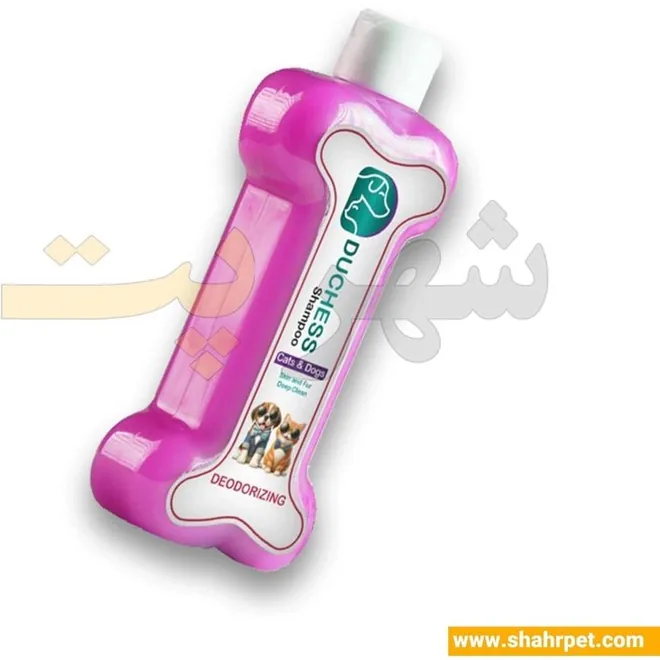 DUCHESS
Shampoo
Cats & Dogs
Skin and Fur
Deep Clean
DEODORIZING
شهر پت
www.shahrpet.com